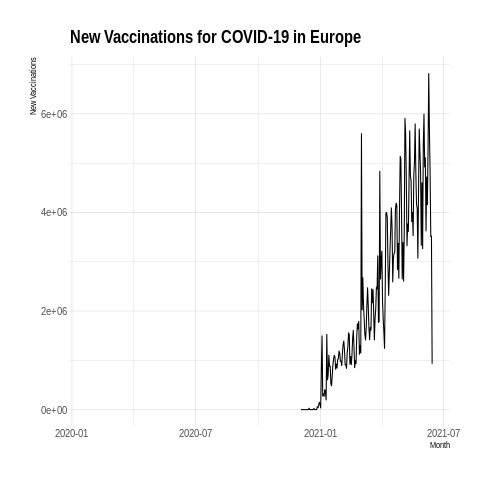 New Vaccinations for COVID-19 in Europe
New Vaccinations
6e+06
4e+06
2e+06
0e+00
2020-01
2020-07
2021-01
2021-07
Month